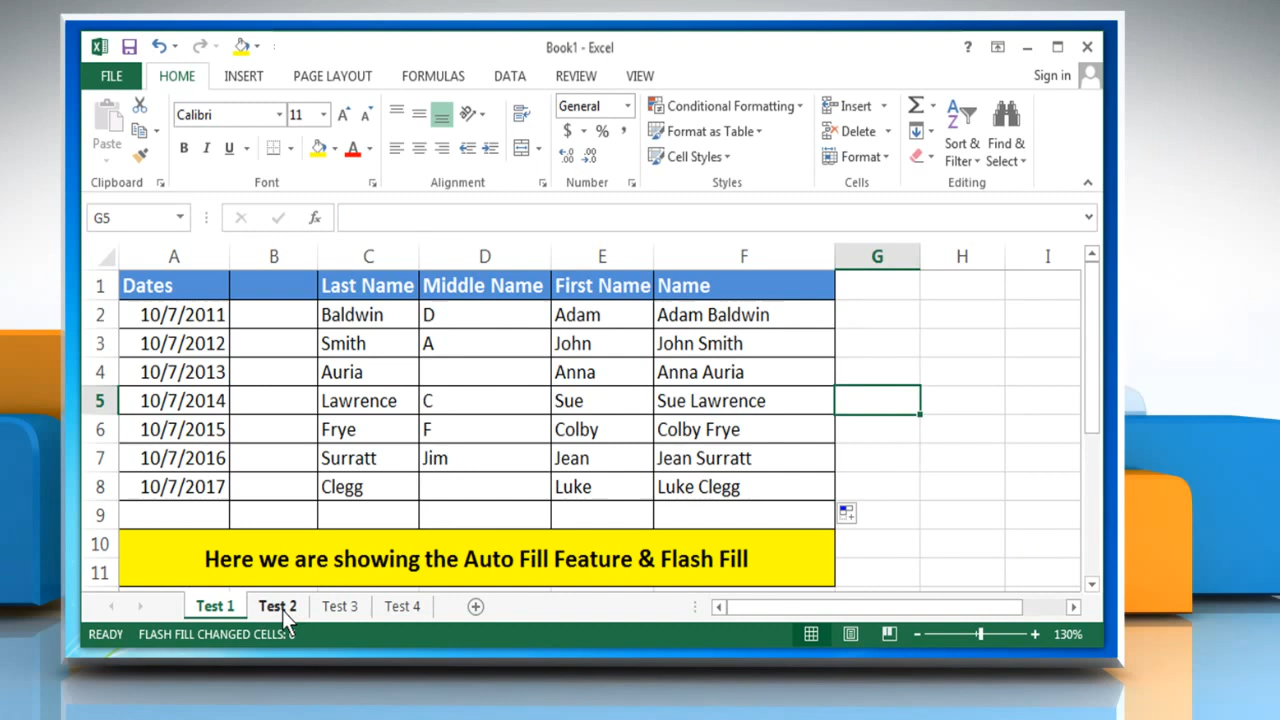 Book1 - Excel
?
FILE HOME INSERT PAGE LAYOUT FORMULAS DATA REVIEW VIEW Sign in
Paste
Calibri 11
B I U A
General
$ % ,
Conditional Formatting
Format as Table
Cell Styles
Insert
Delete
Format
Sort & Filter
Find & Select
Clipboard Font Alignment Number Styles Cells Editing
G5 fx
A B C D E F G H I
1 Dates Last Name Middle Name First Name Name
2 10/7/2011 Baldwin D Adam Adam Baldwin
3 10/7/2012 Smith A John John Smith
4 10/7/2013 Auria Anna Anna Auria
5 10/7/2014 Lawrence C Sue Sue Lawrence
6 10/7/2015 Frye F Colby Colby Frye
7 10/7/2016 Surratt Jim Jean Jean Surratt
8 10/7/2017 Clegg Luke Luke Clegg
9
10
Here we are showing the Auto Fill Feature & Flash Fill
11
Test 1 Test 2 Test 3 Test 4
READY FLASH FILL CHANGED CELLS: 130%